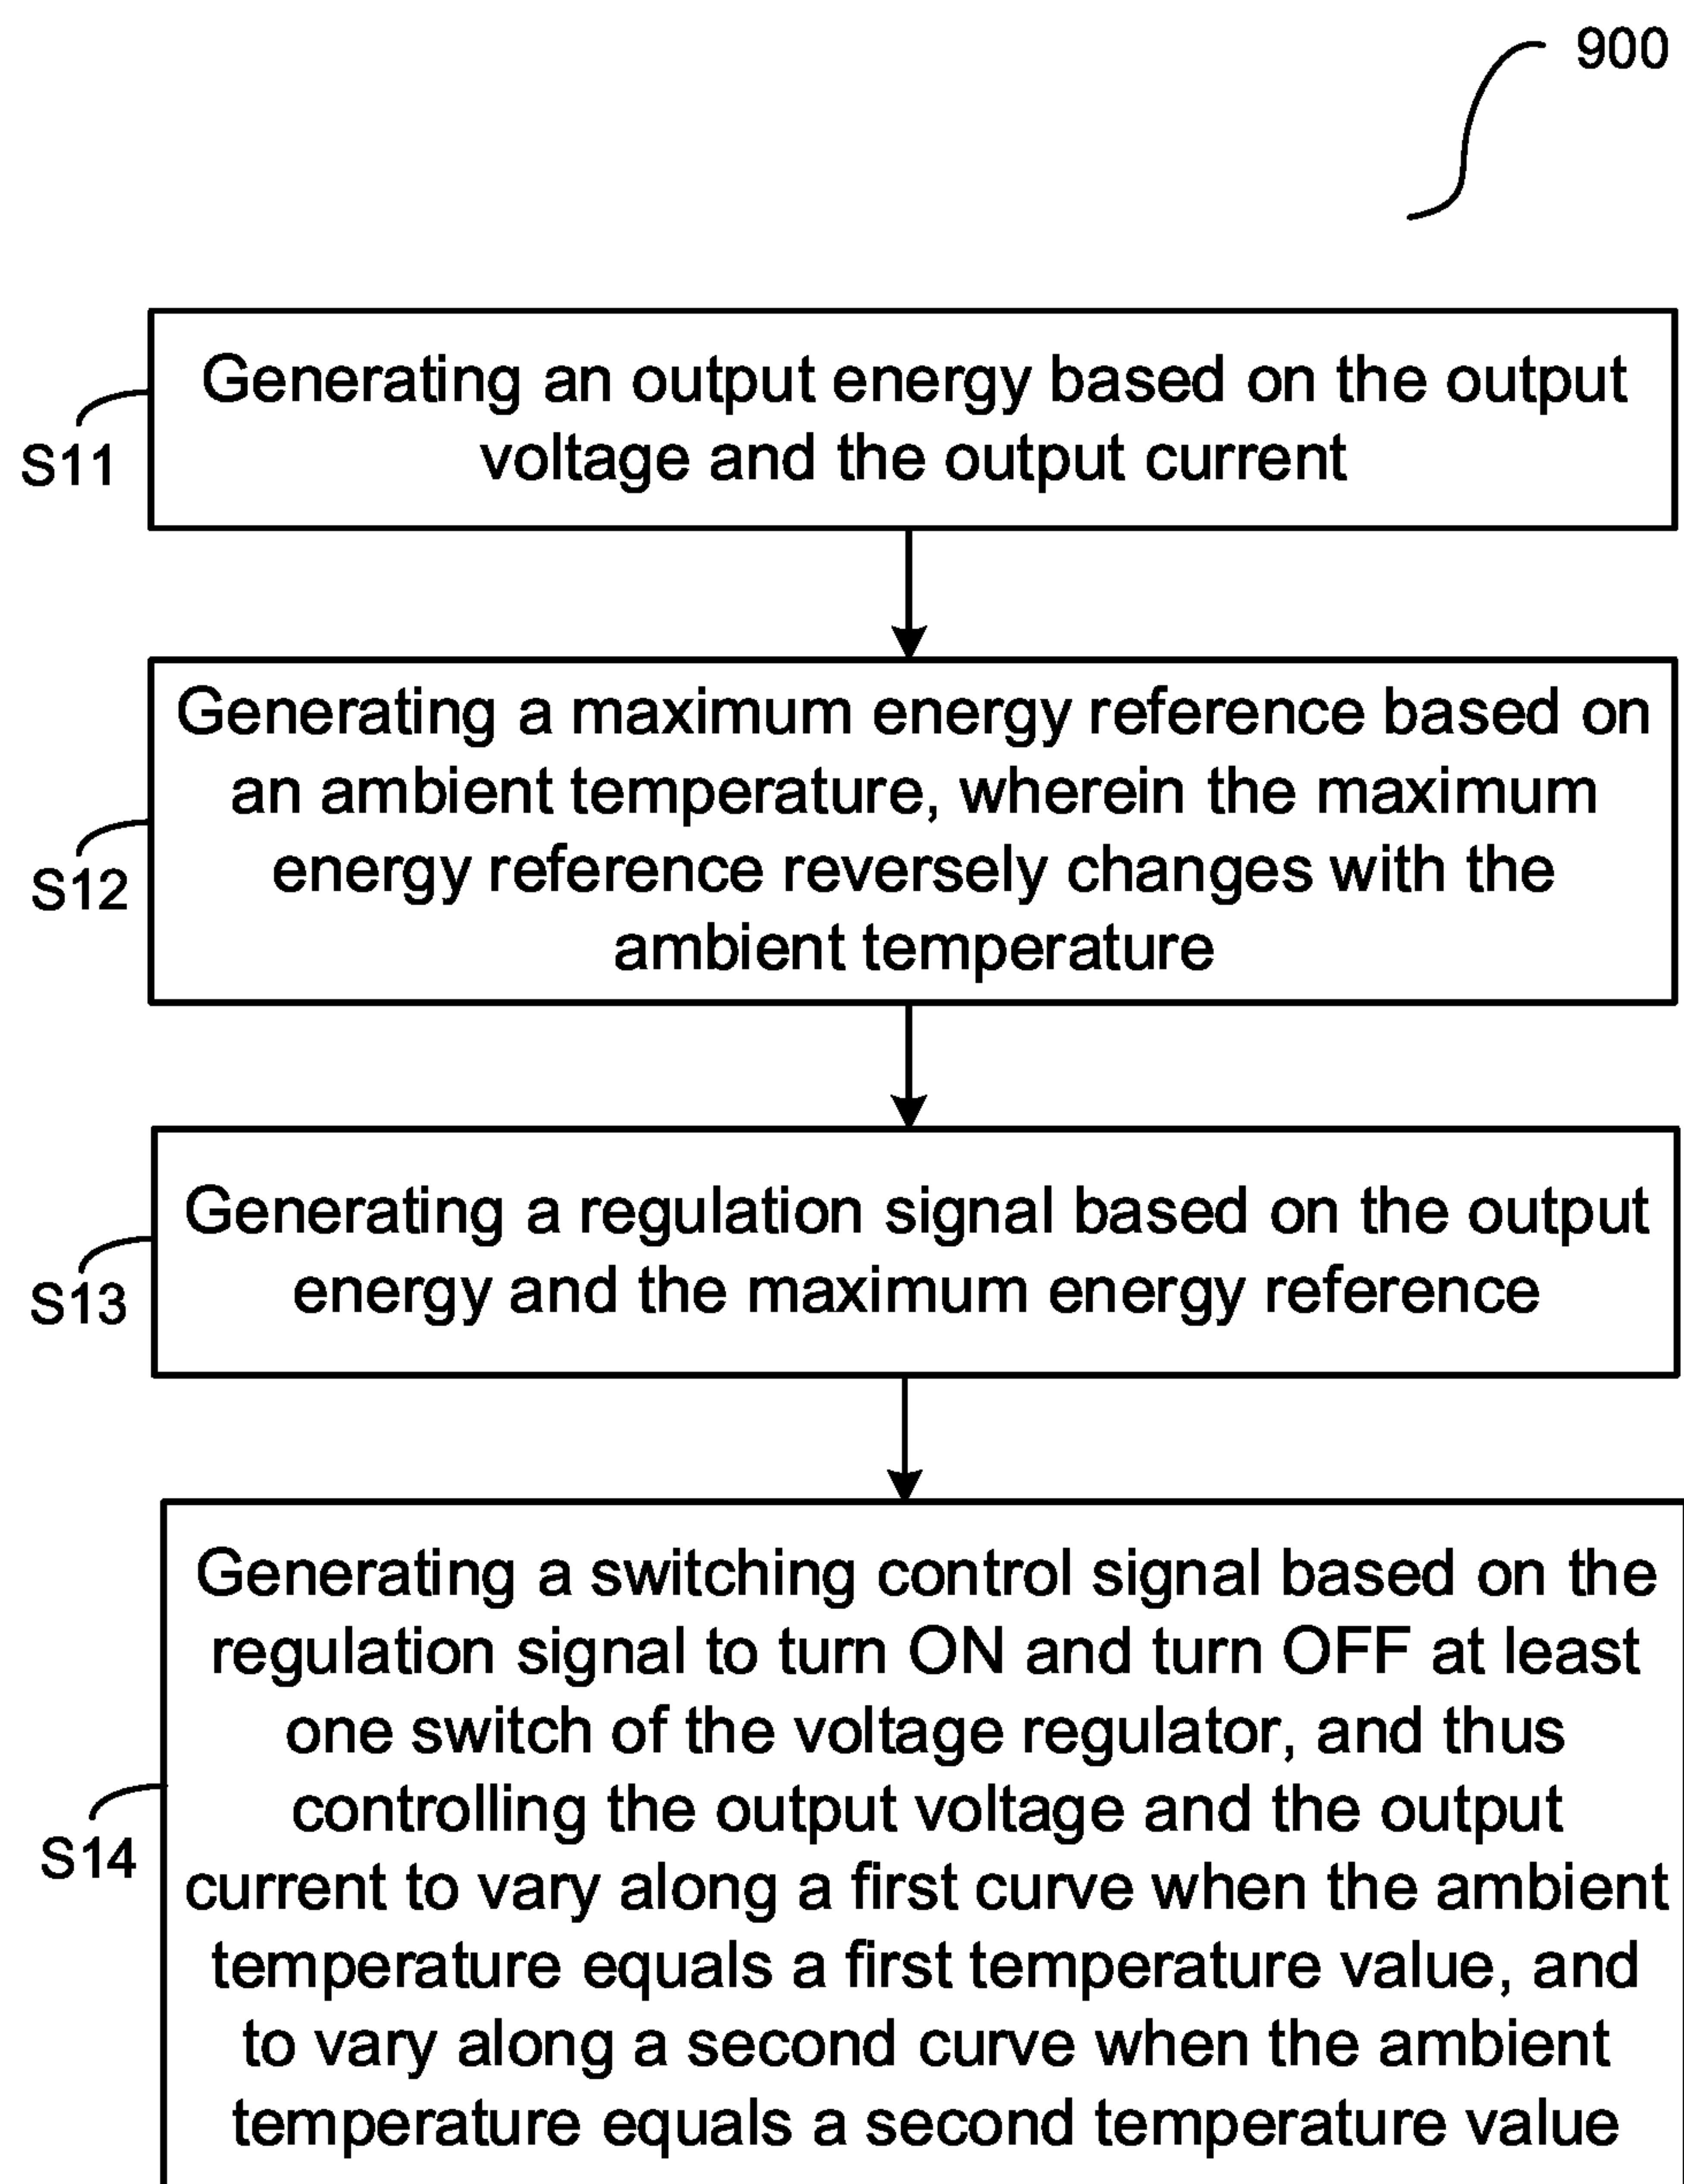 900
Generating an output energy based on the output
voltage and the output current
S11
Generating a maximum energy reference based on
an ambient temperature, wherein the maximum
energy reference reversely changes with the
ambient temperature
S12
Generating a regulation signal based on the output
energy and the maximum energy reference
S13
Generating a switching control signal based on the
regulation signal to turn ON and turn OFF at least
one switch of the voltage regulator, and thus
controlling the output voltage and the output
current to vary along a first curve when the ambient
temperature equals a first temperature value, and
to vary along a second curve when the ambient
temperature equals a second temperature value
S14